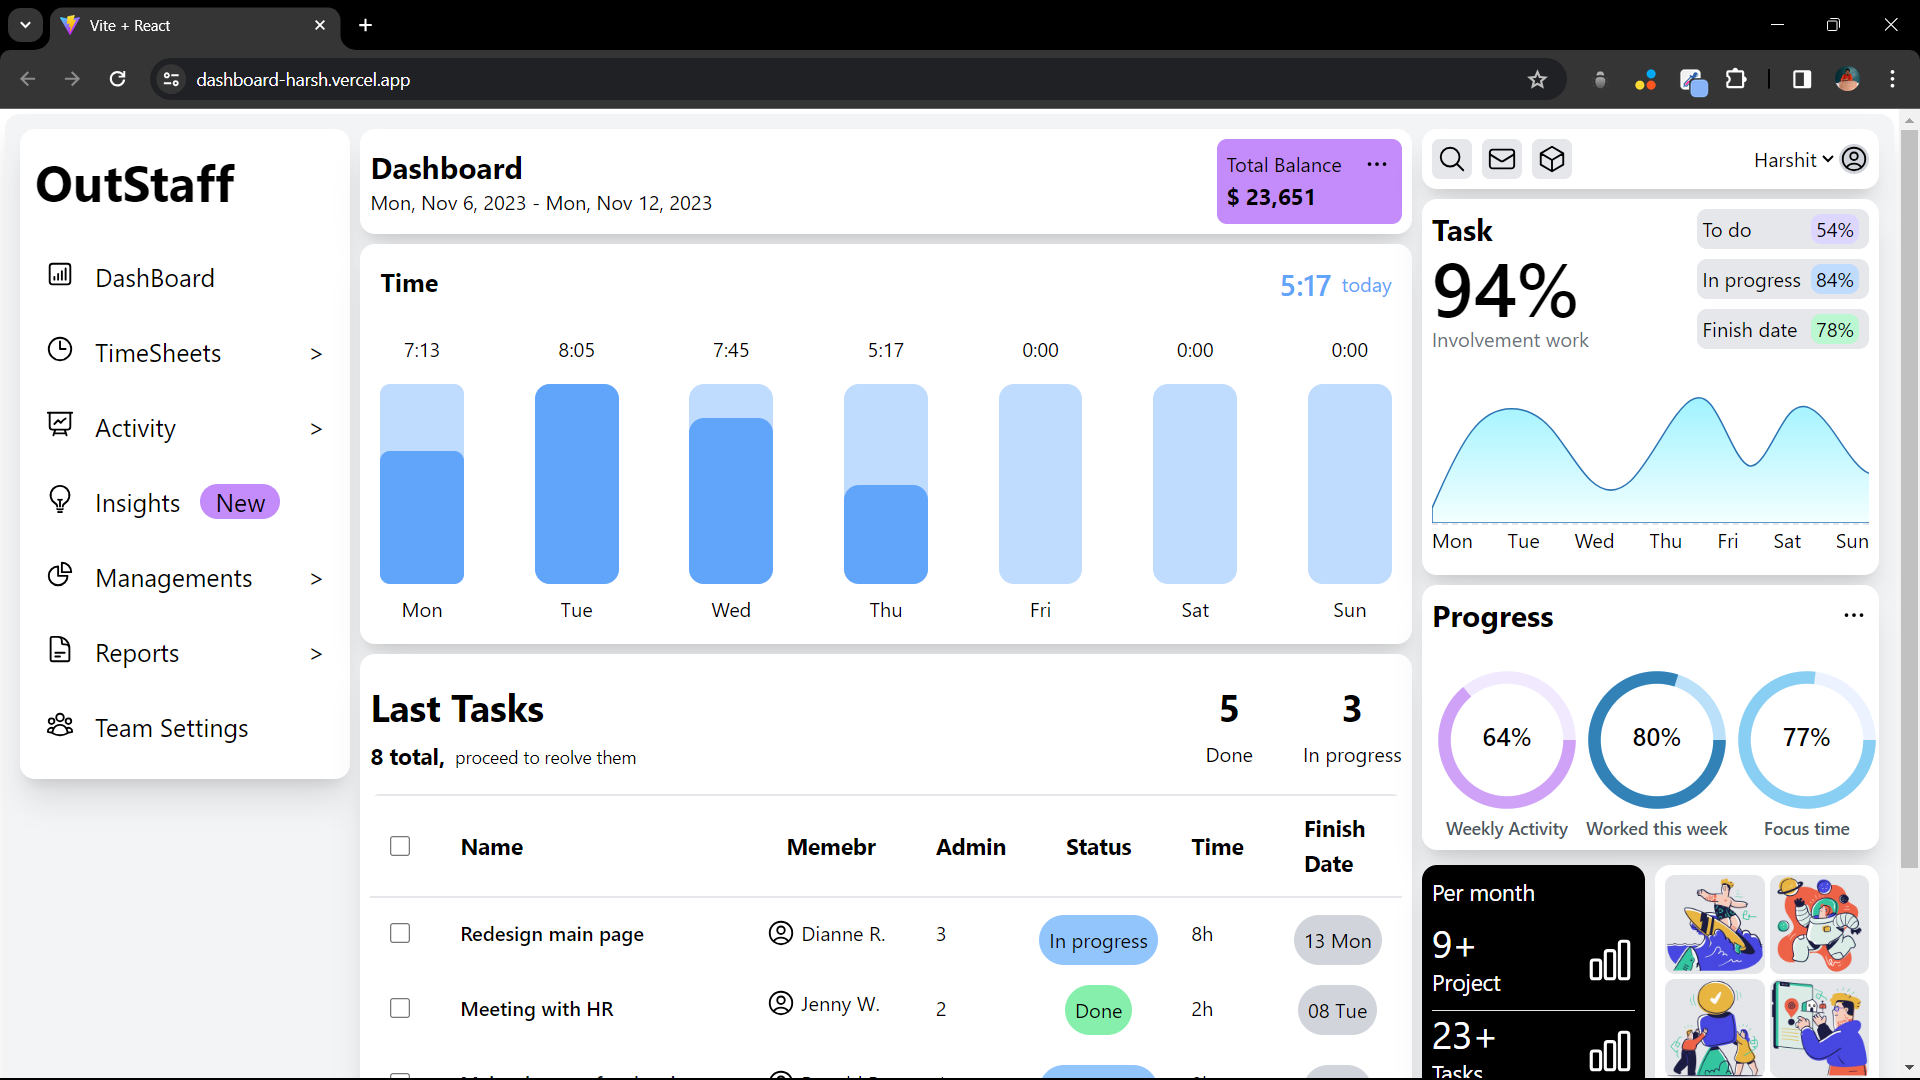 Vite + React
dashboard-harsh.vercel.app
OutStaff
DashBoard
TimeSheets >
Activity >
Insights New
Managements >
Reports >
Team Settings
Dashboard
Mon, Nov 6, 2023 - Mon, Nov 12, 2023
Total Balance ...
$ 23,651
Time
5:17 today
7:13 8:05 7:45 5:17 0:00 0:00 0:00
Mon Tue Wed Thu Fri Sat Sun
Last Tasks
8 total, proceed to reolve them
5 3
Done In progress
Name Memebr Admin Status Time Finish Date
Redesign main page Dianne R. 3 In progress 8h 13 Mon
Meeting with HR Jenny W. 2 Done 2h 08 Tue
Harshit
Task
94%
Involvement work
To do 54%
In progress 84%
Finish date 78%
Mon Tue Wed Thu Fri Sat Sun
Progress ...
64% 80% 77%
Weekly Activity Worked this week Focus time
Per month
9+
Project
23+
Tasks